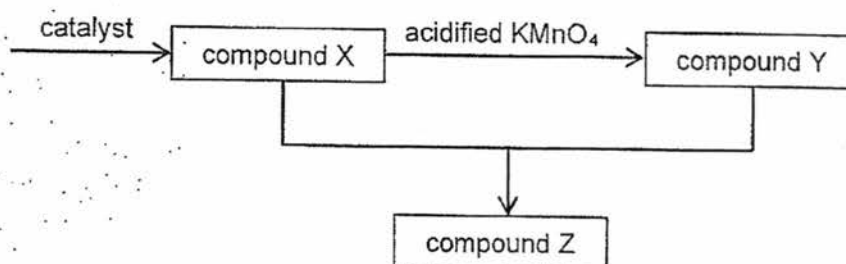 catalyst
compound X
acidified KMnO₄
compound Y
compound Z